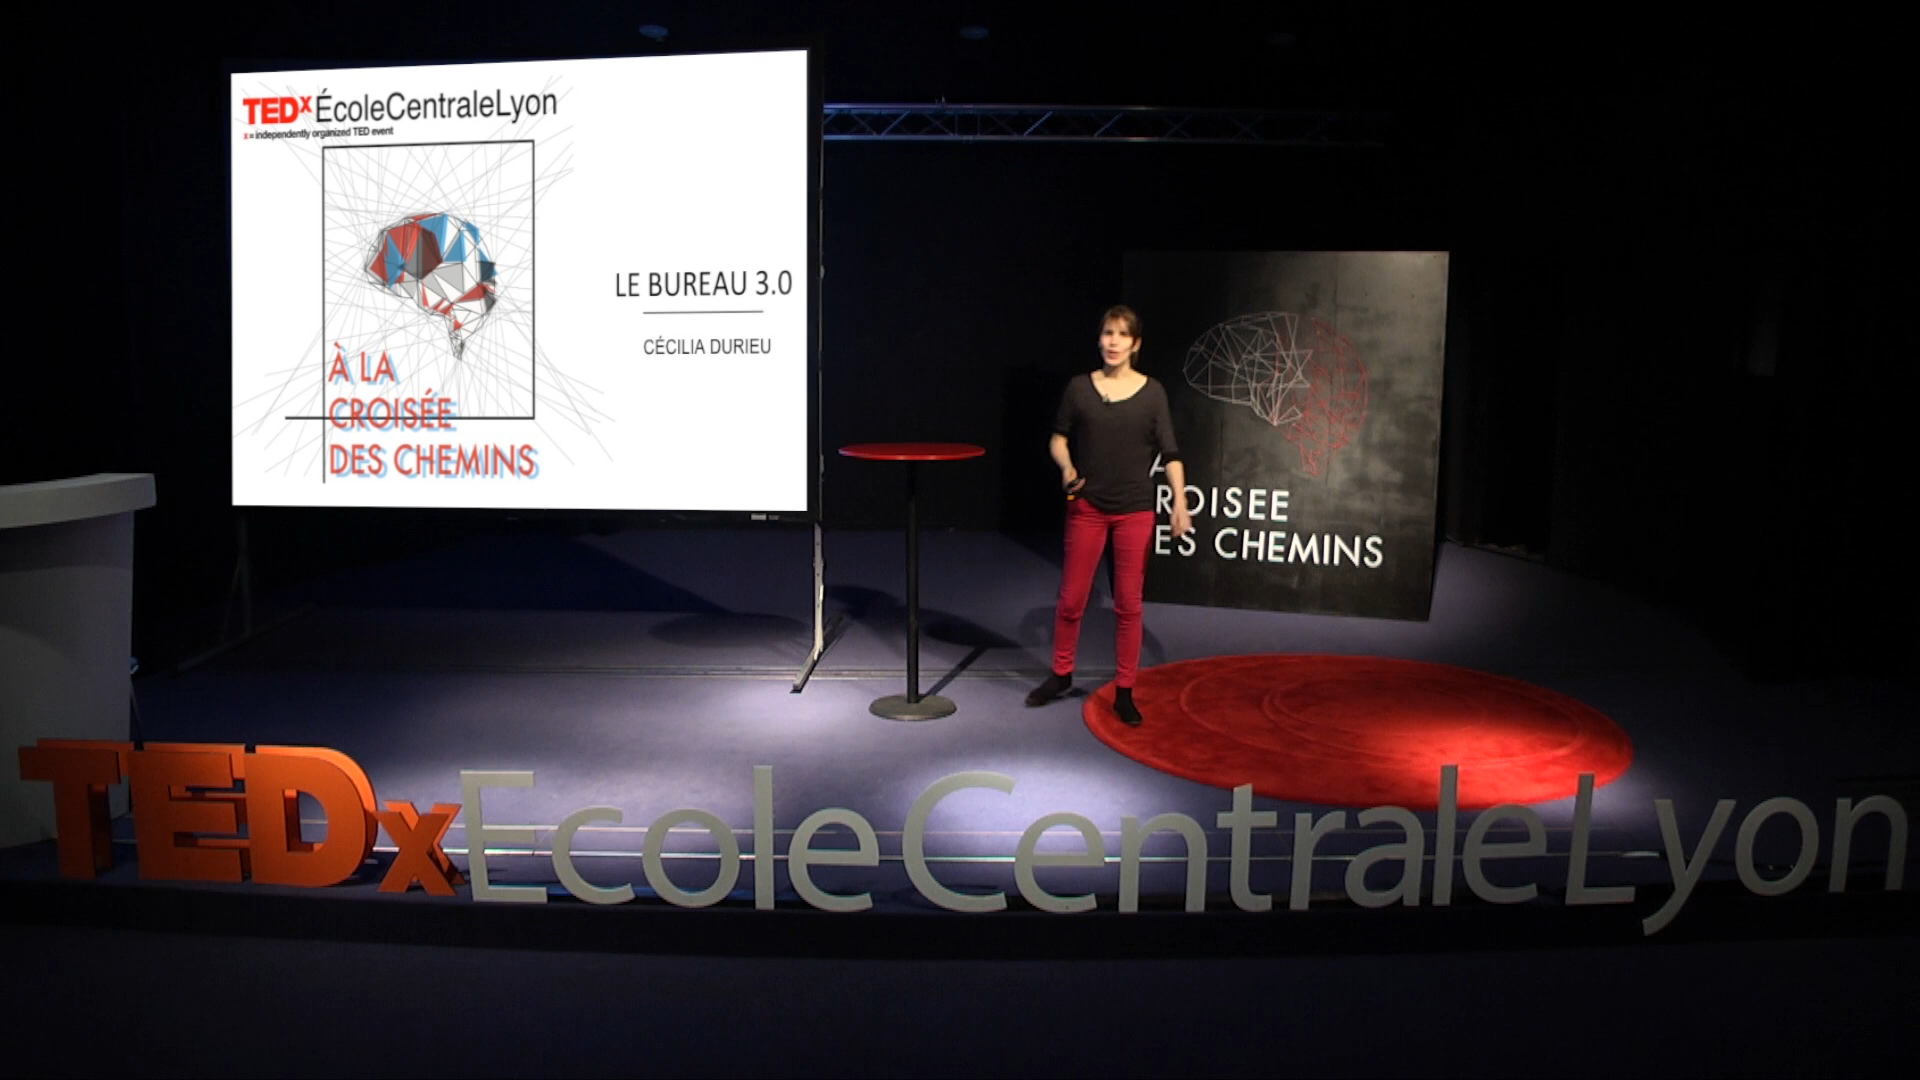 TEDx ÉcoleCentraleLyon
x = independently organized TED event
À LA
CROISÉE
DES CHEMINS
LE BUREAU 3.0
CÉCILIA DURIEU
ROISEE
ES CHEMINS
TEDxEcoleCentraleLyon